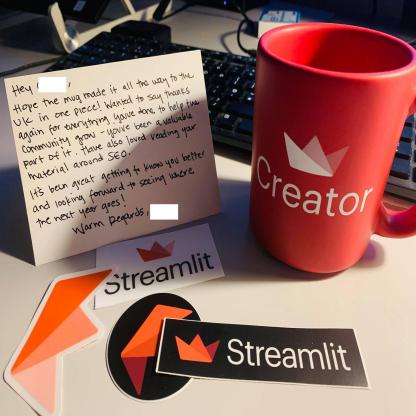 Hey ,
Hope the mug made it all the way to the
UK in one piece! Wanted to say thanks
again for everything you've done to help the
community grow - you've been a valuable
part of it. Have also loved reading your
material around SEO.
It's been great getting to know you better
and looking forward to seeing where
the next year goes!
Warm Regards,
Creator
Streamlit
Streamlit